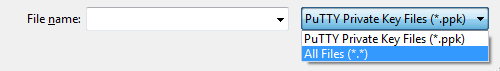 File name: PuTTY Private Key Files (*.ppk)
PuTTY Private Key Files (*.ppk)
All Files (*.*)